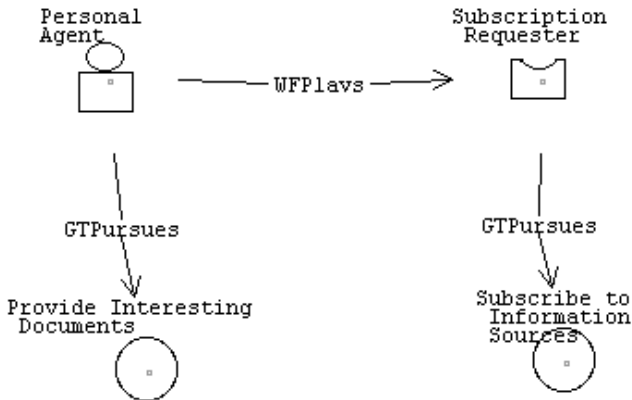 Personal
Agent
Subscription
Requester
WFPlays
GTPursues
GTPursues
Provide Interesting
Documents
Subscribe to
Information
Sources